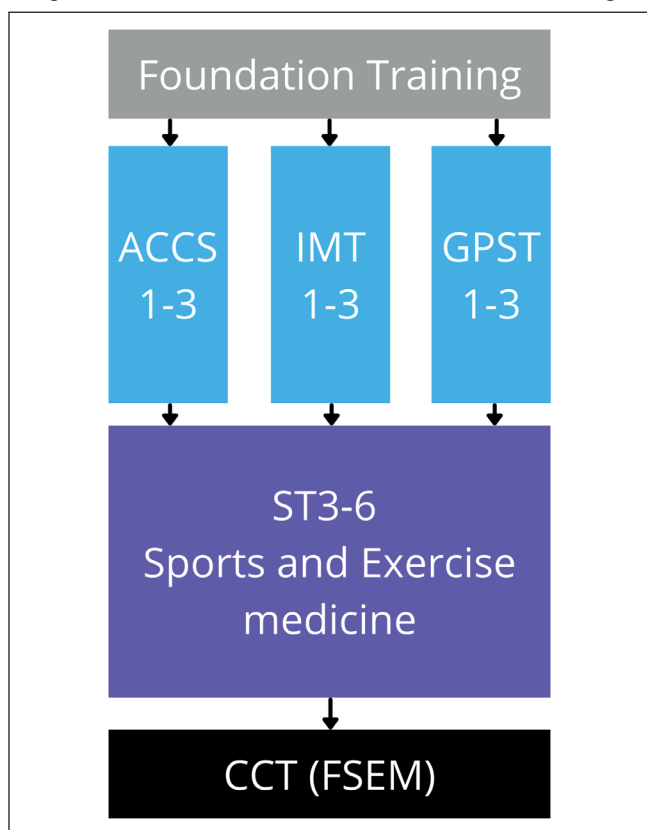 Foundation Training
ACCS
1-3
IMT
1-3
GPST
1-3
ST3-6
Sports and Exercise
medicine
CCT (FSEM)